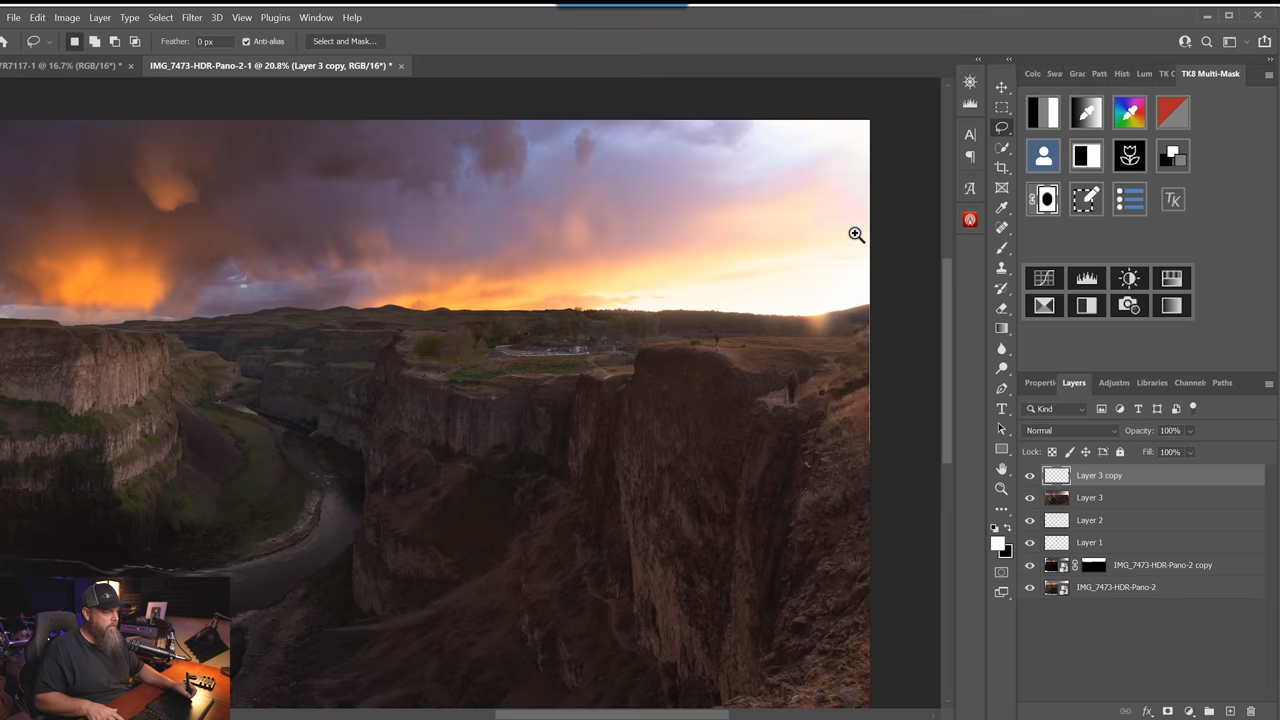 File Edit Image Layer Type Select Filter 3D View Plugins Window Help
Feather: 0 px Anti-alias Select and Mask...
7R7117-1 @ 16.7% (RGB/16*) * × IMG_7473-HDR-Pano-2-1 @ 20.8% (Layer 3 copy, RGB/16*) * ×
Colc Swa Grac Patt Hist Lum TK C TK8 Multi-Mask
TK
Properti Layers Adjustm Libraries Channel: Paths
Kind
Normal Opacity: 100%
Lock: Fill: 100%
Layer 3 copy
Layer 3
Layer 2
Layer 1
IMG_7473-HDR-Pano-2 copy
IMG_7473-HDR-Pano-2
fx